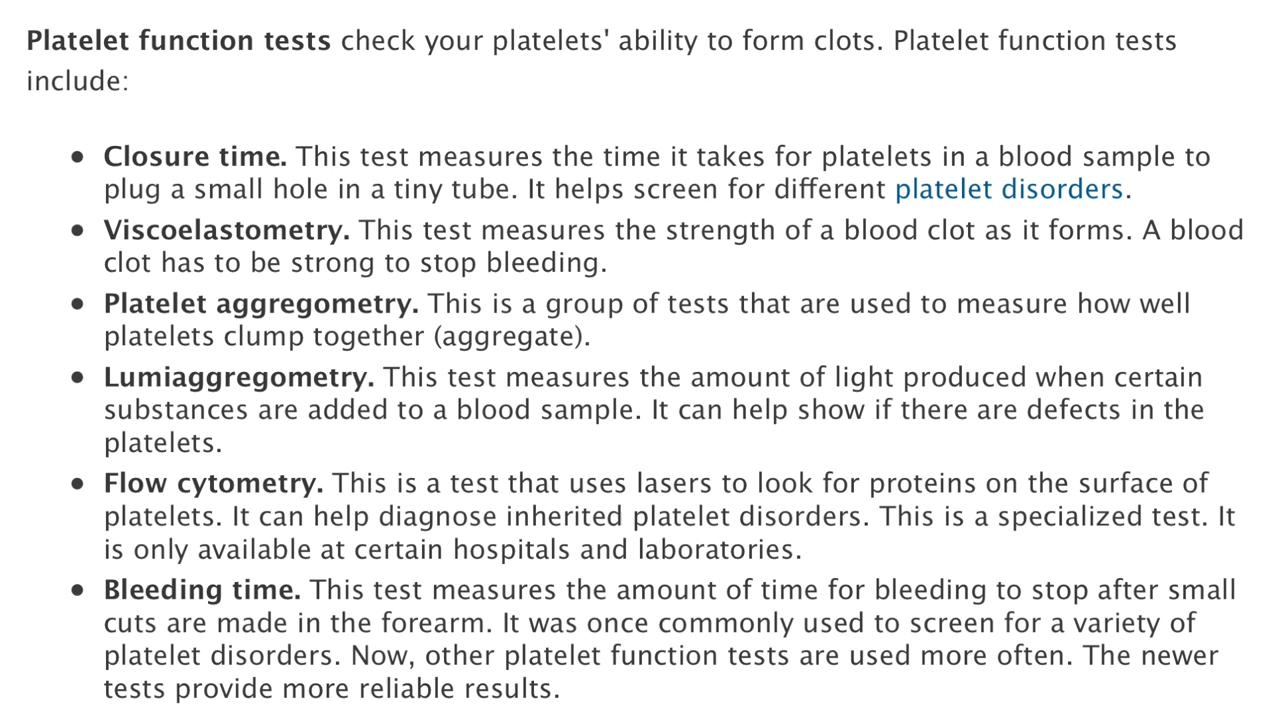 Platelet function tests check your platelets' ability to form clots. Platelet function tests
include:
• Closure time. This test measures the time it takes for platelets in a blood sample to
plug a small hole in a tiny tube. It helps screen for different platelet disorders.
• Viscoelastometry. This test measures the strength of a blood clot as it forms. A blood
clot has to be strong to stop bleeding.
• Platelet aggregometry. This is a group of tests that are used to measure how well
platelets clump together (aggregate).
• Lumiaggregometry. This test measures the amount of light produced when certain
substances are added to a blood sample. It can help show if there are defects in the
platelets.
• Flow cytometry. This is a test that uses lasers to look for proteins on the surface of
platelets. It can help diagnose inherited platelet disorders. This is a specialized test. It
is only available at certain hospitals and laboratories.
• Bleeding time. This test measures the amount of time for bleeding to stop after small
cuts are made in the forearm. It was once commonly used to screen for a variety of
platelet disorders. Now, other platelet function tests are used more often. The newer
tests provide more reliable results.